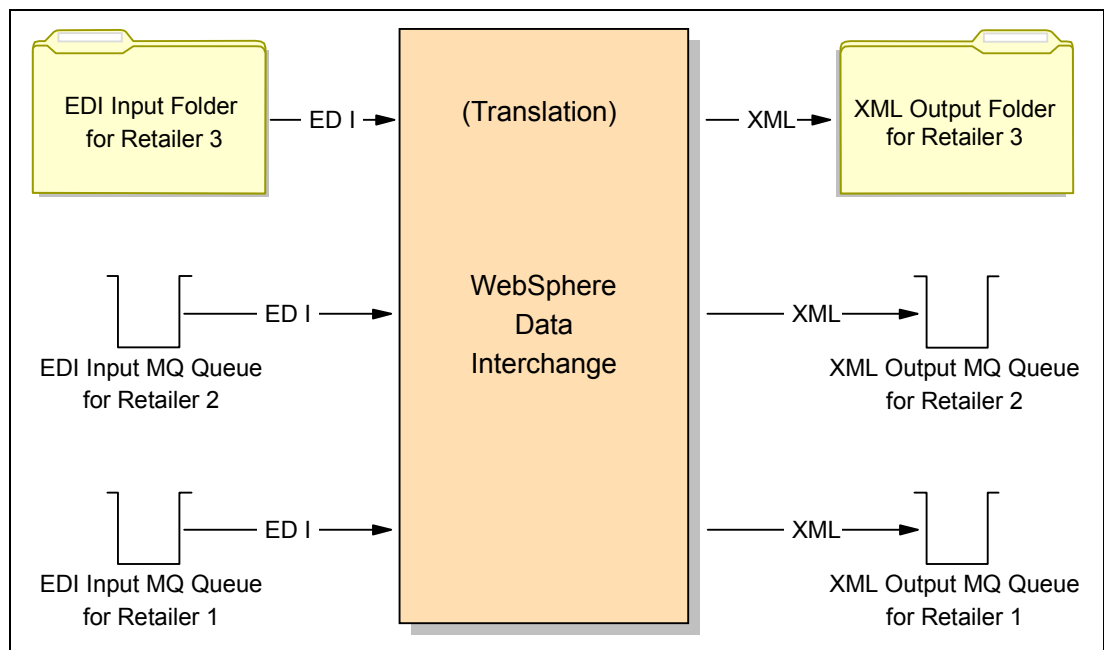 EDI Input Folder
for Retailer 3
ED I
(Translation)
XML
XML Output Folder
for Retailer 3
EDI Input MQ Queue
for Retailer 2
ED I
WebSphere
Data
Interchange
XML
XML Output MQ Queue
for Retailer 2
EDI Input MQ Queue
for Retailer 1
ED I
XML
XML Output MQ Queue
for Retailer 1